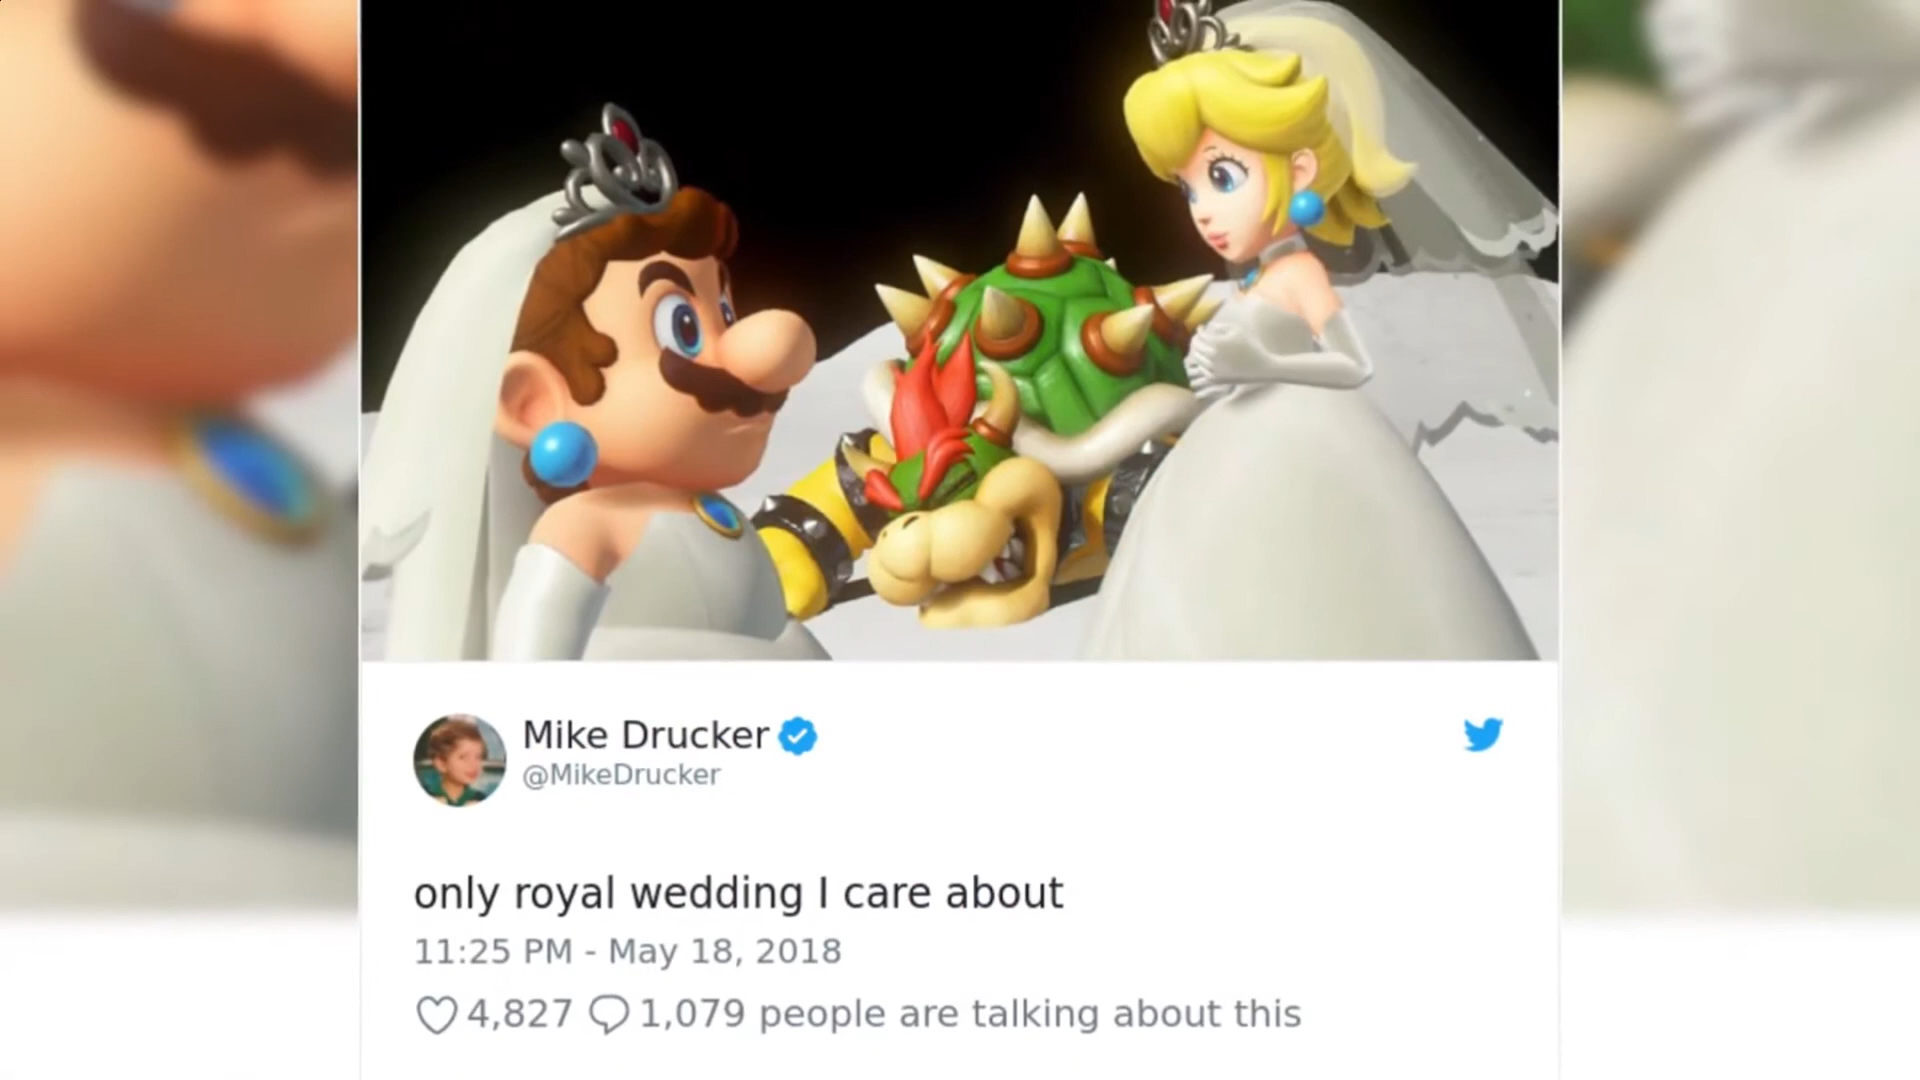 Mike Drucker
@MikeDrucker
only royal wedding I care about
11:25 PM - May 18, 2018
4,827 1,079 people are talking about this